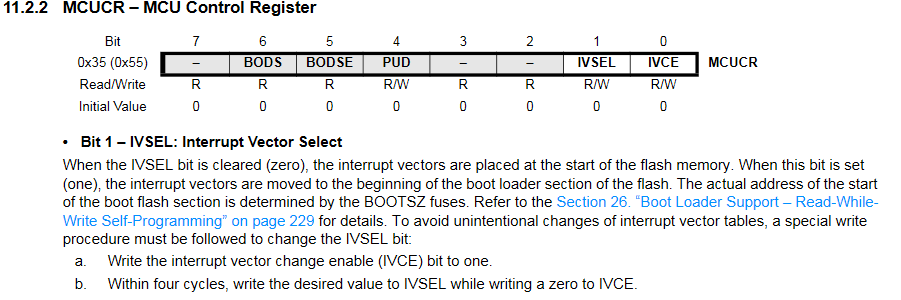 11.2.2 MCUCR – MCU Control Register
Bit 7 6 5 4 3 2 1 0
0x35 (0x55) – BODS BODSE PUD – – IVSEL IVCE MCUCR
Read/Write R R R R/W R R R/W R/W
Initial Value 0 0 0 0 0 0 0 0
• Bit 1 – IVSEL: Interrupt Vector Select
When the IVSEL bit is cleared (zero), the interrupt vectors are placed at the start of the flash memory. When this bit is set
(one), the interrupt vectors are moved to the beginning of the boot loader section of the flash. The actual address of the start
of the boot flash section is determined by the BOOTSZ fuses. Refer to the Section 26. “Boot Loader Support – Read-While-
Write Self-Programming” on page 229 for details. To avoid unintentional changes of interrupt vector tables, a special write
procedure must be followed to change the IVSEL bit:
a. Write the interrupt vector change enable (IVCE) bit to one.
b. Within four cycles, write the desired value to IVSEL while writing a zero to IVCE.